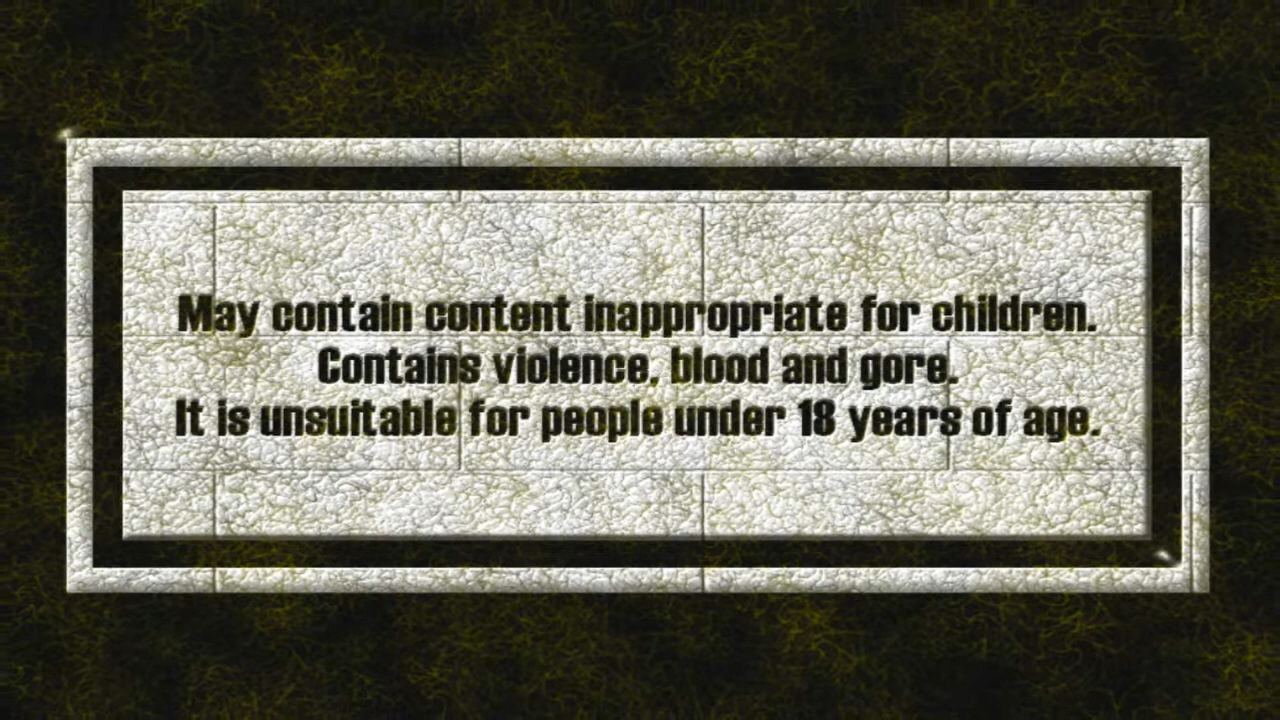 May contain content inappropriate for children.
Contains violence, blood and gore.
It is unsuitable for people under 18 years of age.